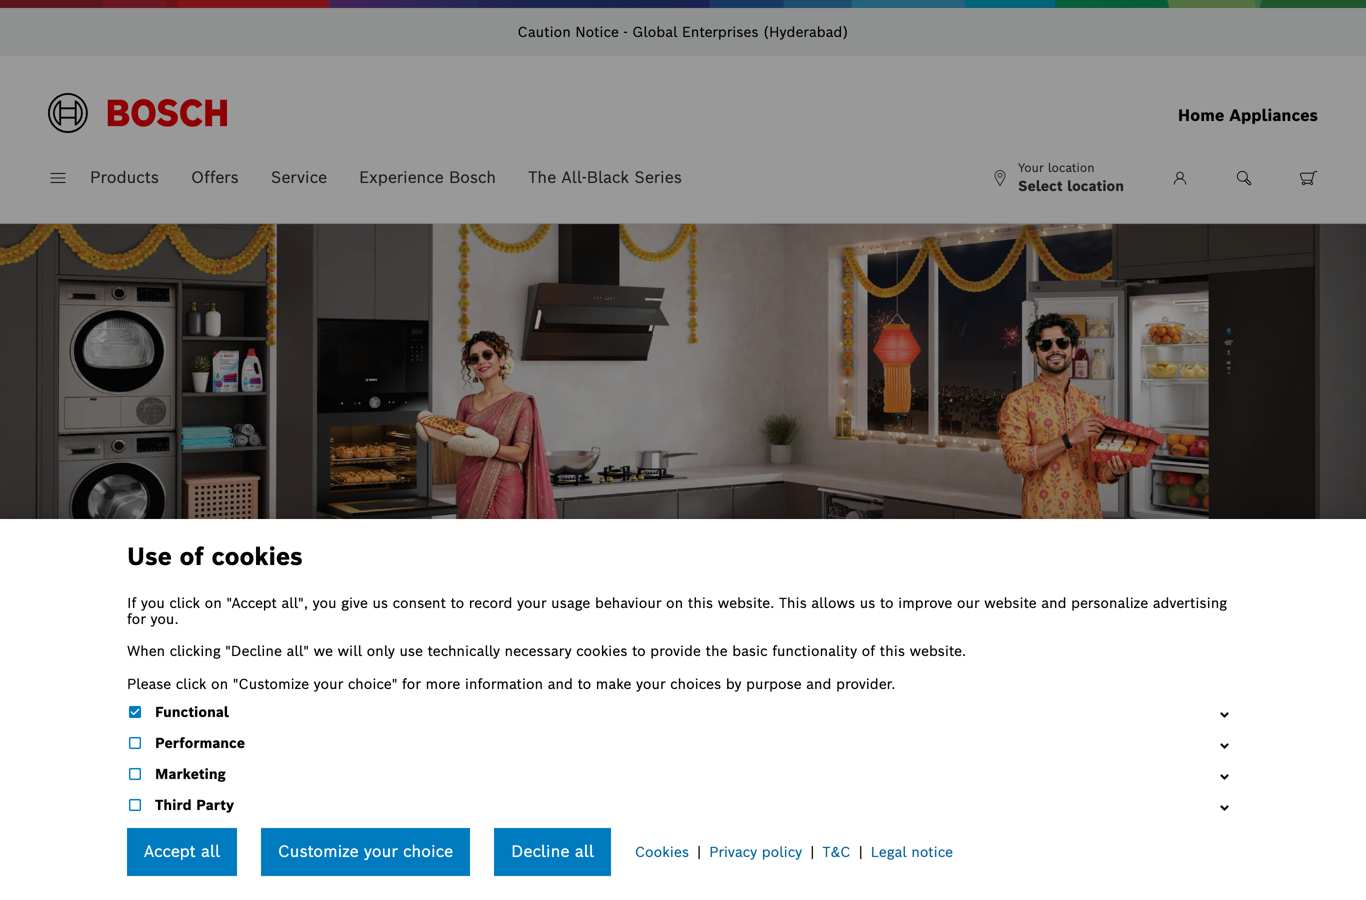 Caution Notice - Global Enterprises (Hyderabad)
BOSCH
Home Appliances
Products
Offers
Service
Experience Bosch
The All-Black Series
Your location
Select location
Use of cookies
If you click on "Accept all", you give us consent to record your usage behaviour on this website. This allows us to improve our website and personalize advertising
for you.
When clicking "Decline all" we will only use technically necessary cookies to provide the basic functionality of this website.
Please click on "Customize your choice" for more information and to make your choices by purpose and provider.
Functional
Performance
Marketing
Third Party
Accept all
Customize your choice
Decline all
Cookies | Privacy policy | T&C | Legal notice